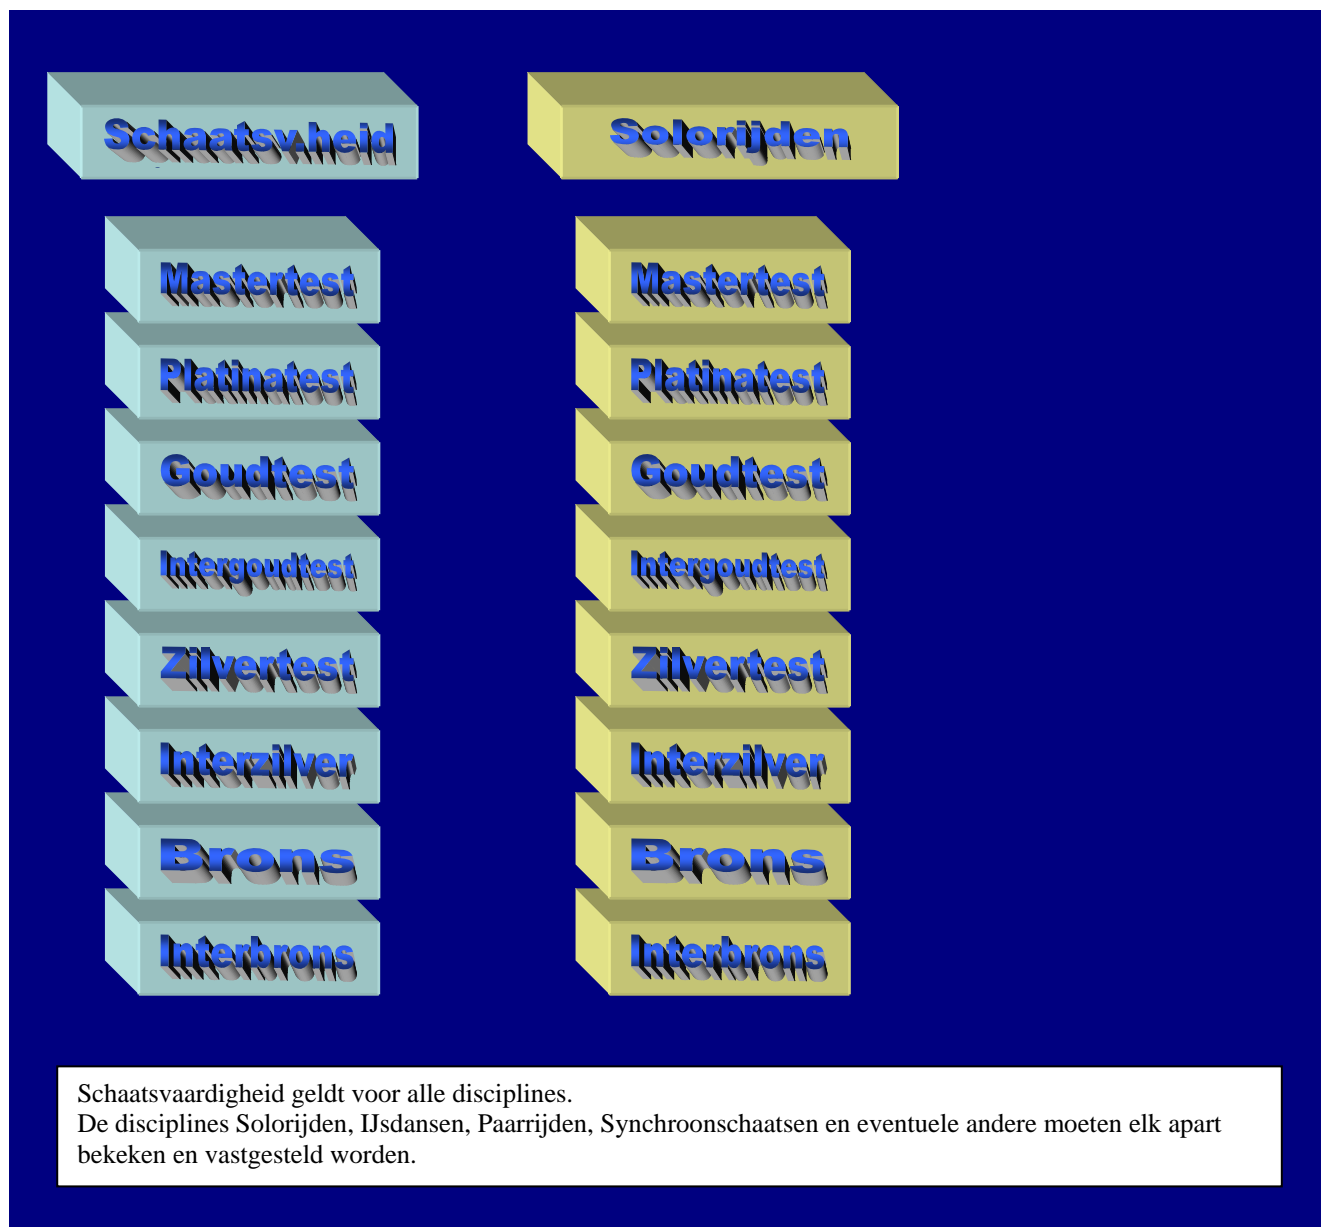 Schaatsv.heid
Solorijden
Mastertest
Platinatest
Goudtest
Intergoudtest
Zilvertest
Interzilver
Brons
Interbrons
Mastertest
Platinatest
Goudtest
Intergoudtest
Zilvertest
Interzilver
Brons
Interbrons
Schaatsvaardigheid geldt voor alle disciplines.
De disciplines Solorijden, IJsdansen, Paarrijden, Synchroonschaatsen en eventuele andere moeten elk apart
bekeken en vastgesteld worden.